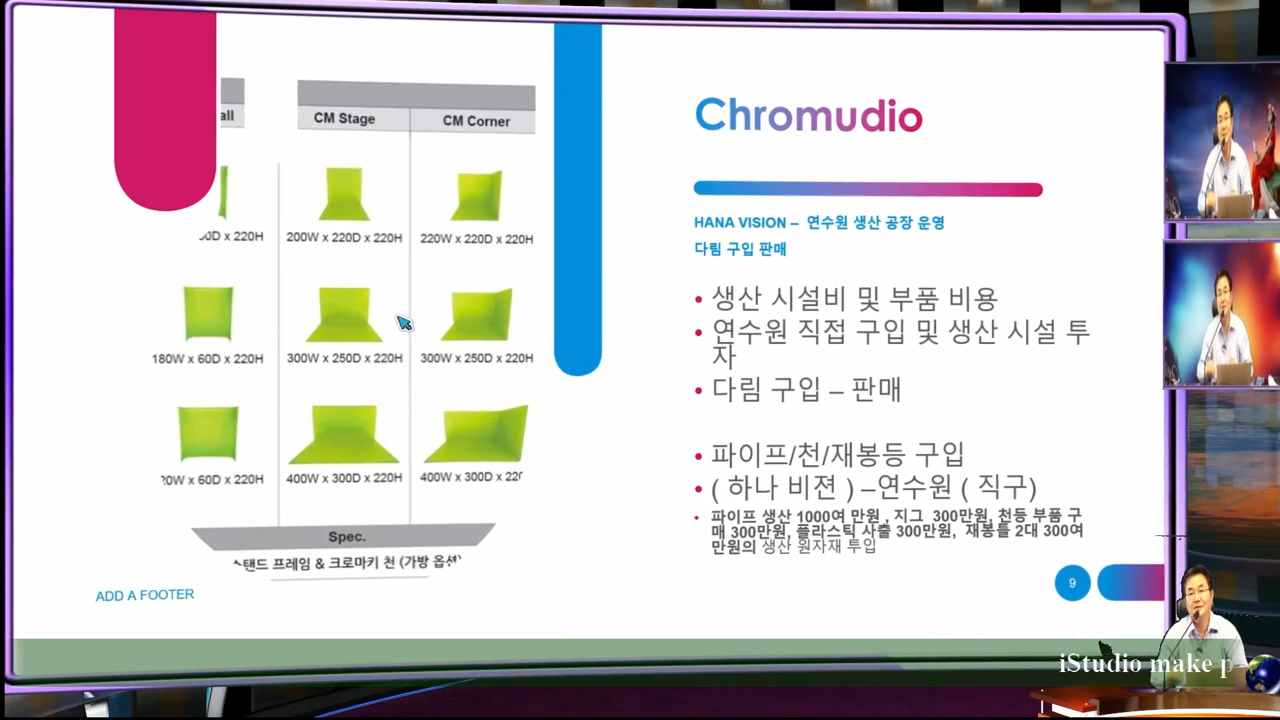 all
CM Stage
CM Corner
0D x 220H
200W x 220D x 220H
220W x 220D x 220H
180W x 60D x 220H
300W x 250D x 220H
300W x 250D x 220H
20W x 60D x 220H
400W x 300D x 220H
400W x 300D x 220
Spec.
스탠드 프레임 & 크로마키 천 (가방 옵션)
ADD A FOOTER
Chromudio
HANA VISION – 연수원 생산 공장 운영
다림 구입 판매
• 생산 시설비 및 부품 비용
• 연수원 직접 구입 및 생산 시설 투
자
• 다림 구입 – 판매
• 파이프/천/재봉등 구입
• ( 하나 비젼 ) –연수원 ( 직구)
• 파이프 생산 1000여 만원 , 지그 300만원, 천등 부품 구
매 300만원, 플라스틱 사출 300만원, 재봉틀 2대 300여
만원의 생산 원자재 투입
9
iStudio make p